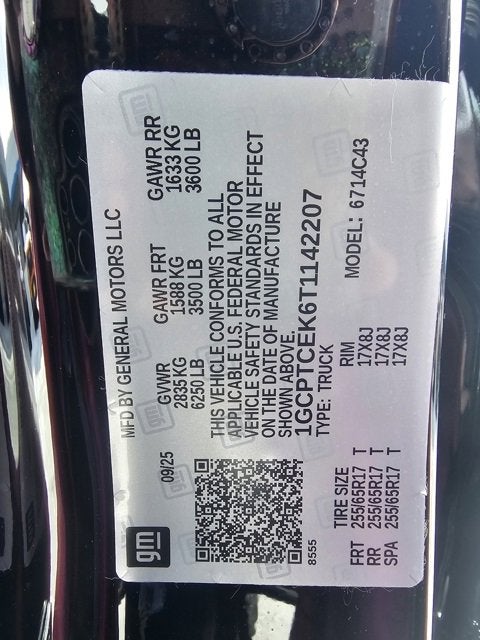 gm
09/25
MFD BY GENERAL MOTORS LLC
GVWR GAWR FRT GAWR RR
2835 KG 1588 KG 1633 KG
6250 LB 3500 LB 3600 LB
THIS VEHICLE CONFORMS TO ALL
APPLICABLE U.S. FEDERAL MOTOR
VEHICLE SAFETY STANDARDS IN EFFECT
ON THE DATE OF MANUFACTURE
SHOWN ABOVE.
1GCPTCEK6T1142207
8555
TYPE: TRUCK
MODEL: 6714C43
TIRE SIZE RIM
FRT 255/65R17 T 17X8J
RR 255/65R17 T 17X8J
SPA 255/65R17 T 17X8J